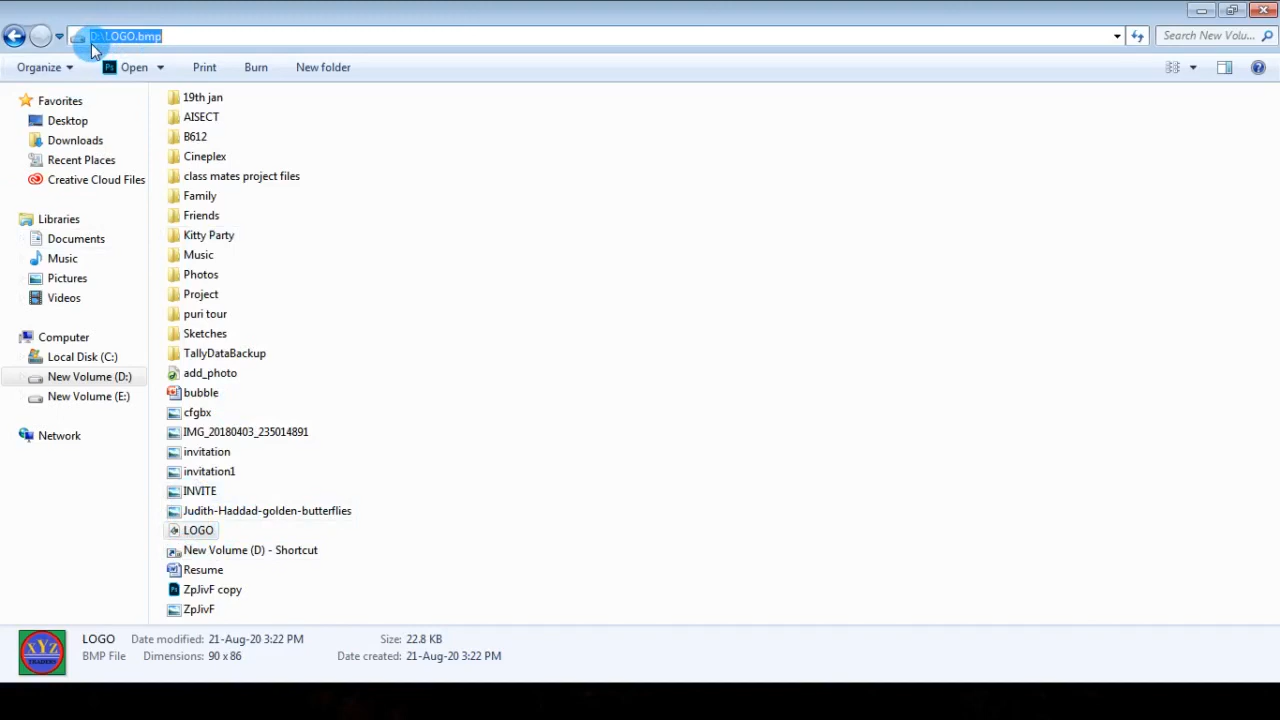 D:\LOGO.bmp
Search New Volu...
Organize
Open
Print
Burn
New folder
Favorites
Desktop
Downloads
Recent Places
Creative Cloud Files
Libraries
Documents
Music
Pictures
Videos
Computer
Local Disk (C:)
New Volume (D:)
New Volume (E:)
Network
19th jan
AISECT
B612
Cineplex
class mates project files
Family
Friends
Kitty Party
Music
Photos
Project
puri tour
Sketches
TallyDataBackup
add_photo
bubble
cfgbx
IMG_20180403_235014891
invitation
invitation1
INVITE
Judith-Haddad-golden-butterflies
LOGO
New Volume (D) - Shortcut
Resume
ZpJivF copy
ZpJivF
XYZ
TRADERS
LOGO Date modified: 21-Aug-20 3:22 PM Size: 22.8 KB
BMP File Dimensions: 90 x 86 Date created: 21-Aug-20 3:22 PM